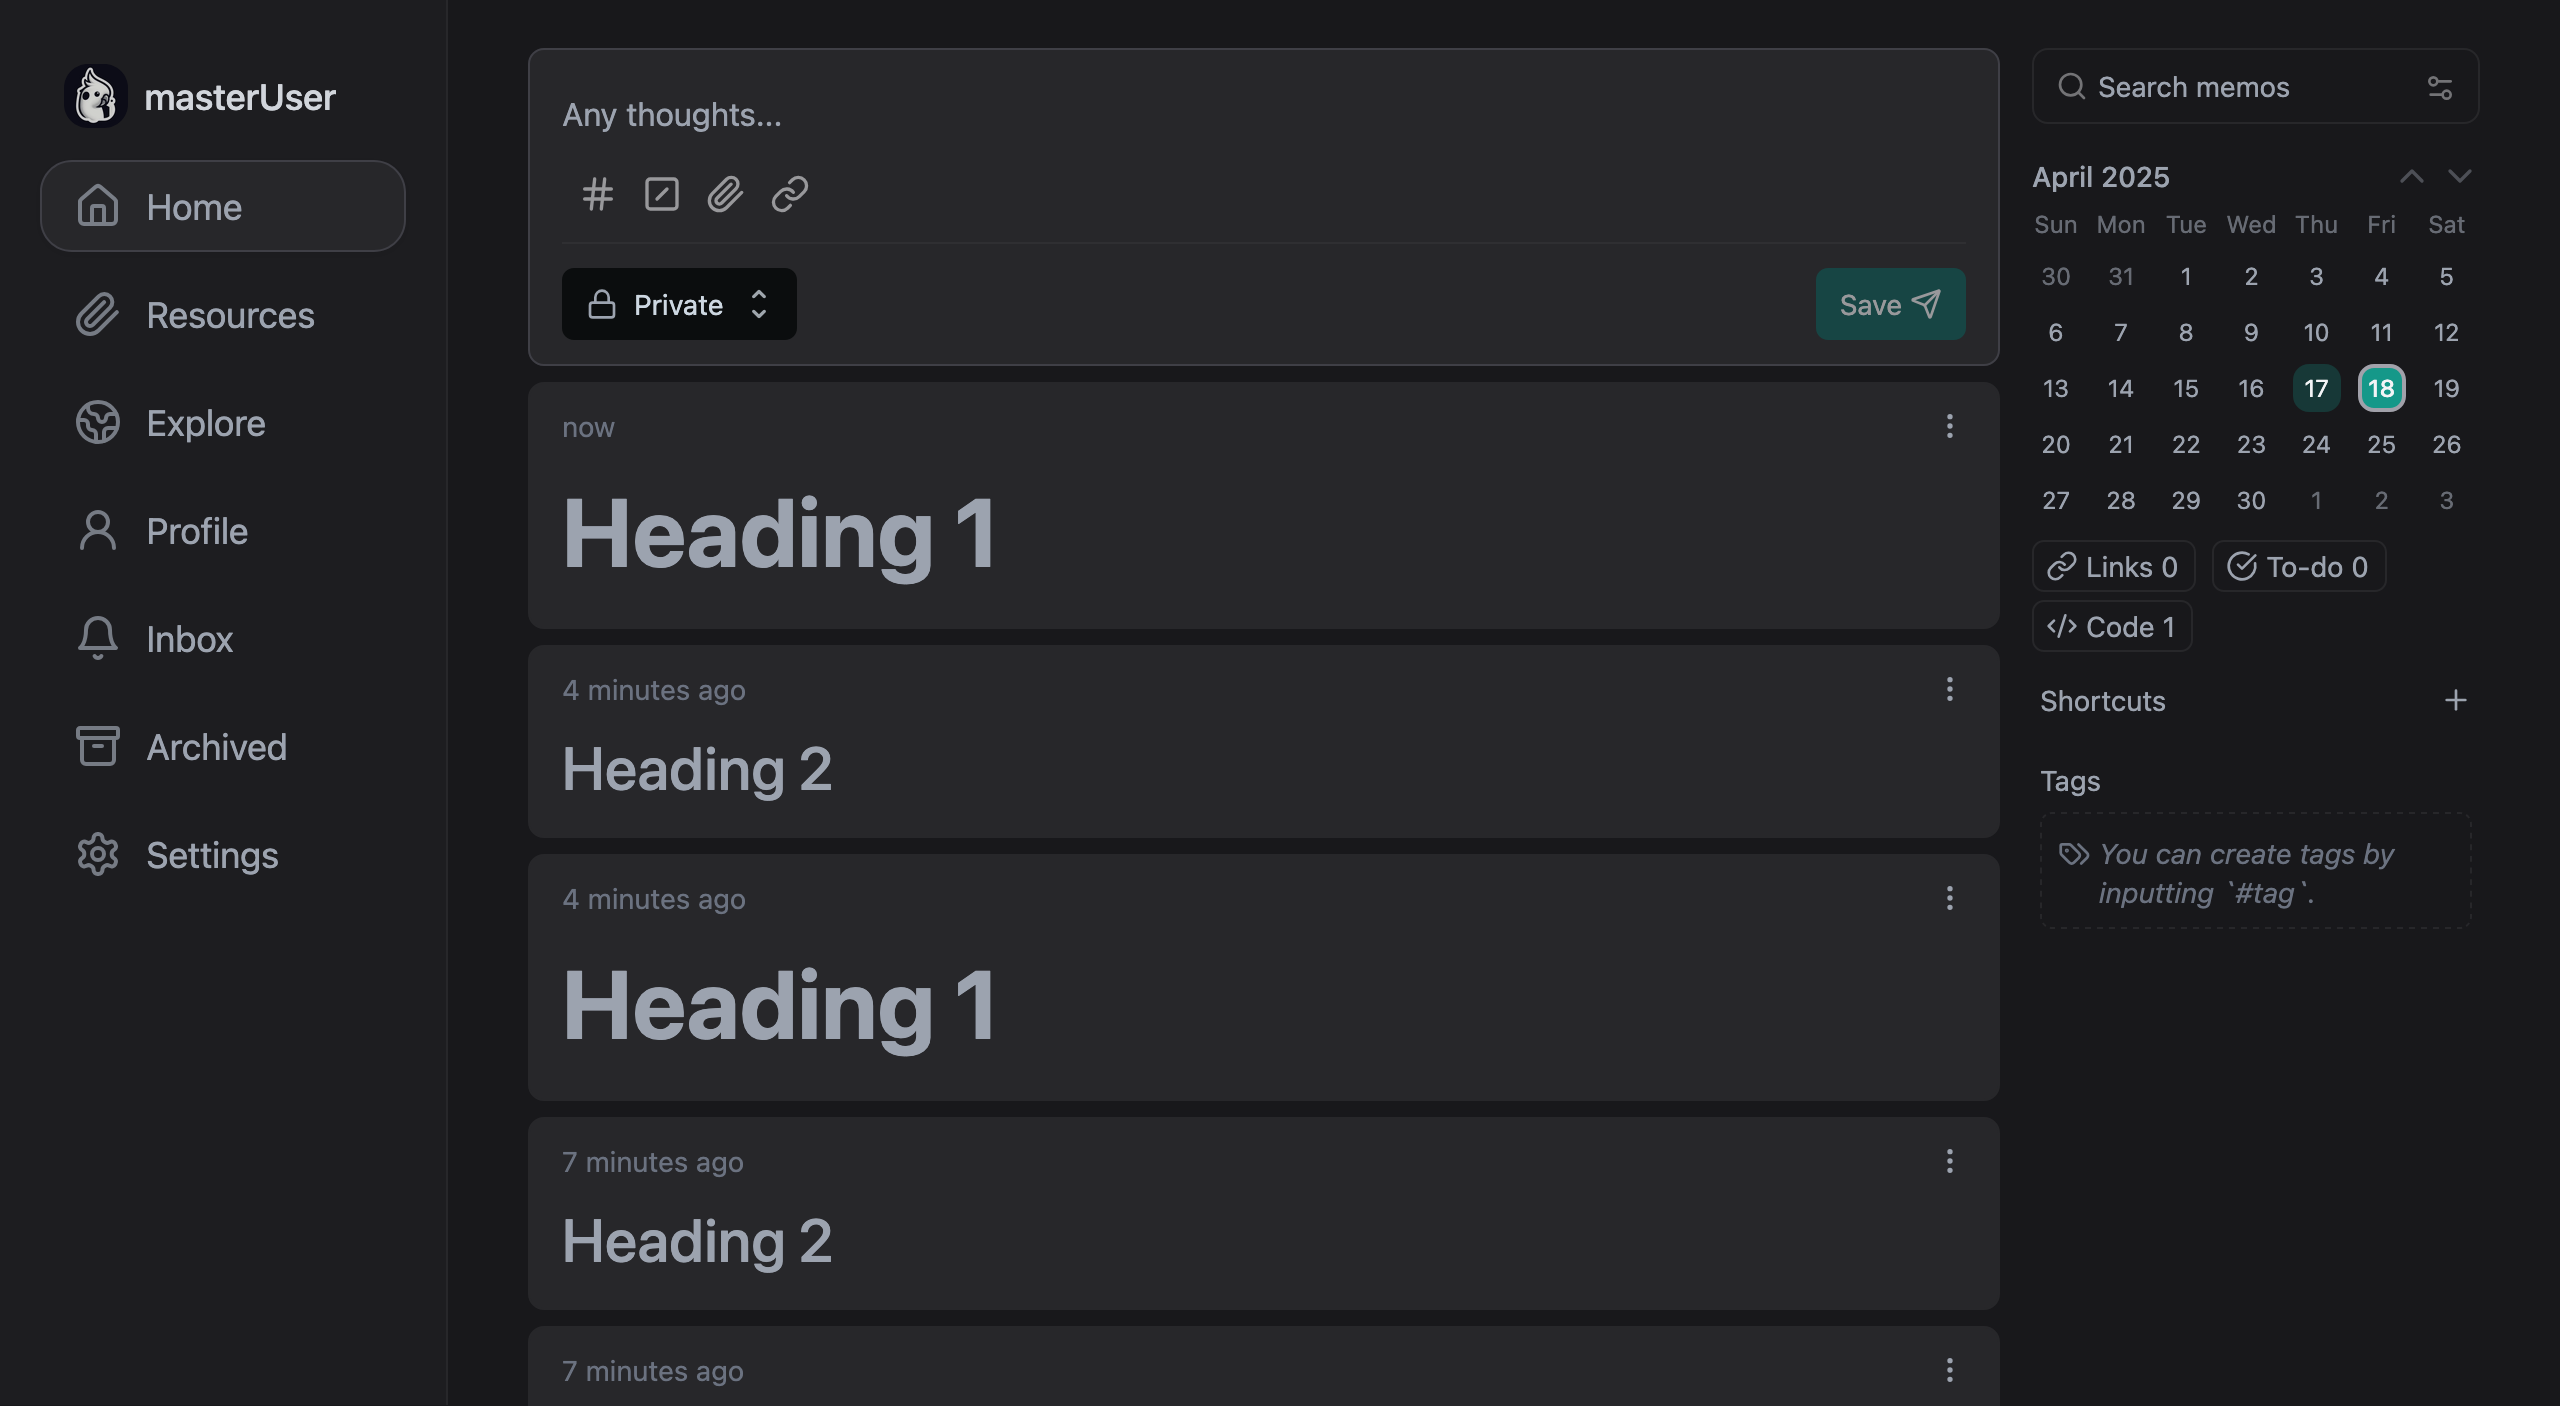 masterUser
Home
Resources
Explore
Profile
Inbox
Archived
Settings
Any thoughts...
Private
Save
now
Heading 1
4 minutes ago
Heading 2
4 minutes ago
Heading 1
7 minutes ago
Heading 2
7 minutes ago
Search memos
April 2025
Sun Mon Tue Wed Thu Fri Sat
30 31 1 2 3 4 5
6 7 8 9 10 11 12
13 14 15 16 17 18 19
20 21 22 23 24 25 26
27 28 29 30 1 2 3
Links 0 To-do 0
Code 1
Shortcuts
Tags
You can create tags by
inputting `#tag`.